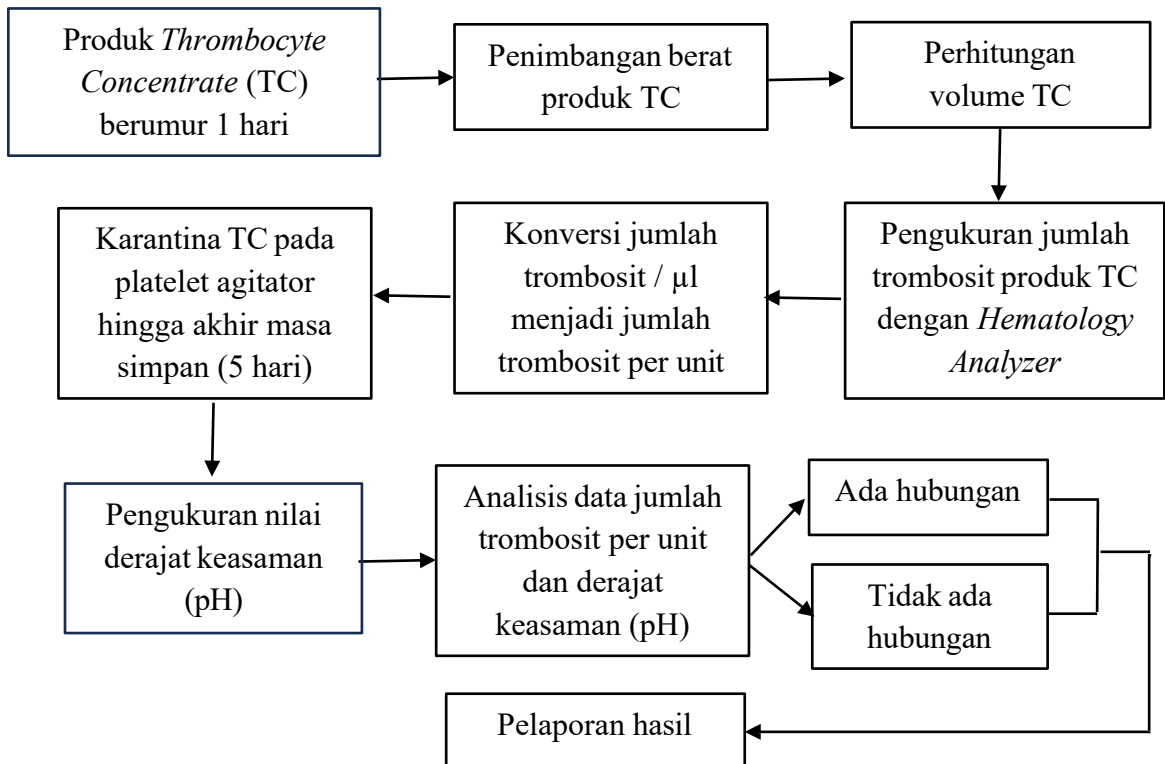 Produk Thrombocyte
Concentrate (TC)
berumur 1 hari
Penimbangan berat
produk TC
Perhitungan
volume TC
Pengukuran jumlah
trombosit produk TC
dengan Hematology
Analyzer
Konversi jumlah
trombosit / µl
menjadi jumlah
trombosit per unit
Karantina TC pada
platelet agitator
hingga akhir masa
simpan (5 hari)
Pengukuran nilai
derajat keasaman
(pH)
Analisis data jumlah
trombosit per unit
dan derajat
keasaman (pH)
Ada hubungan
Tidak ada
hubungan
Pelaporan hasil